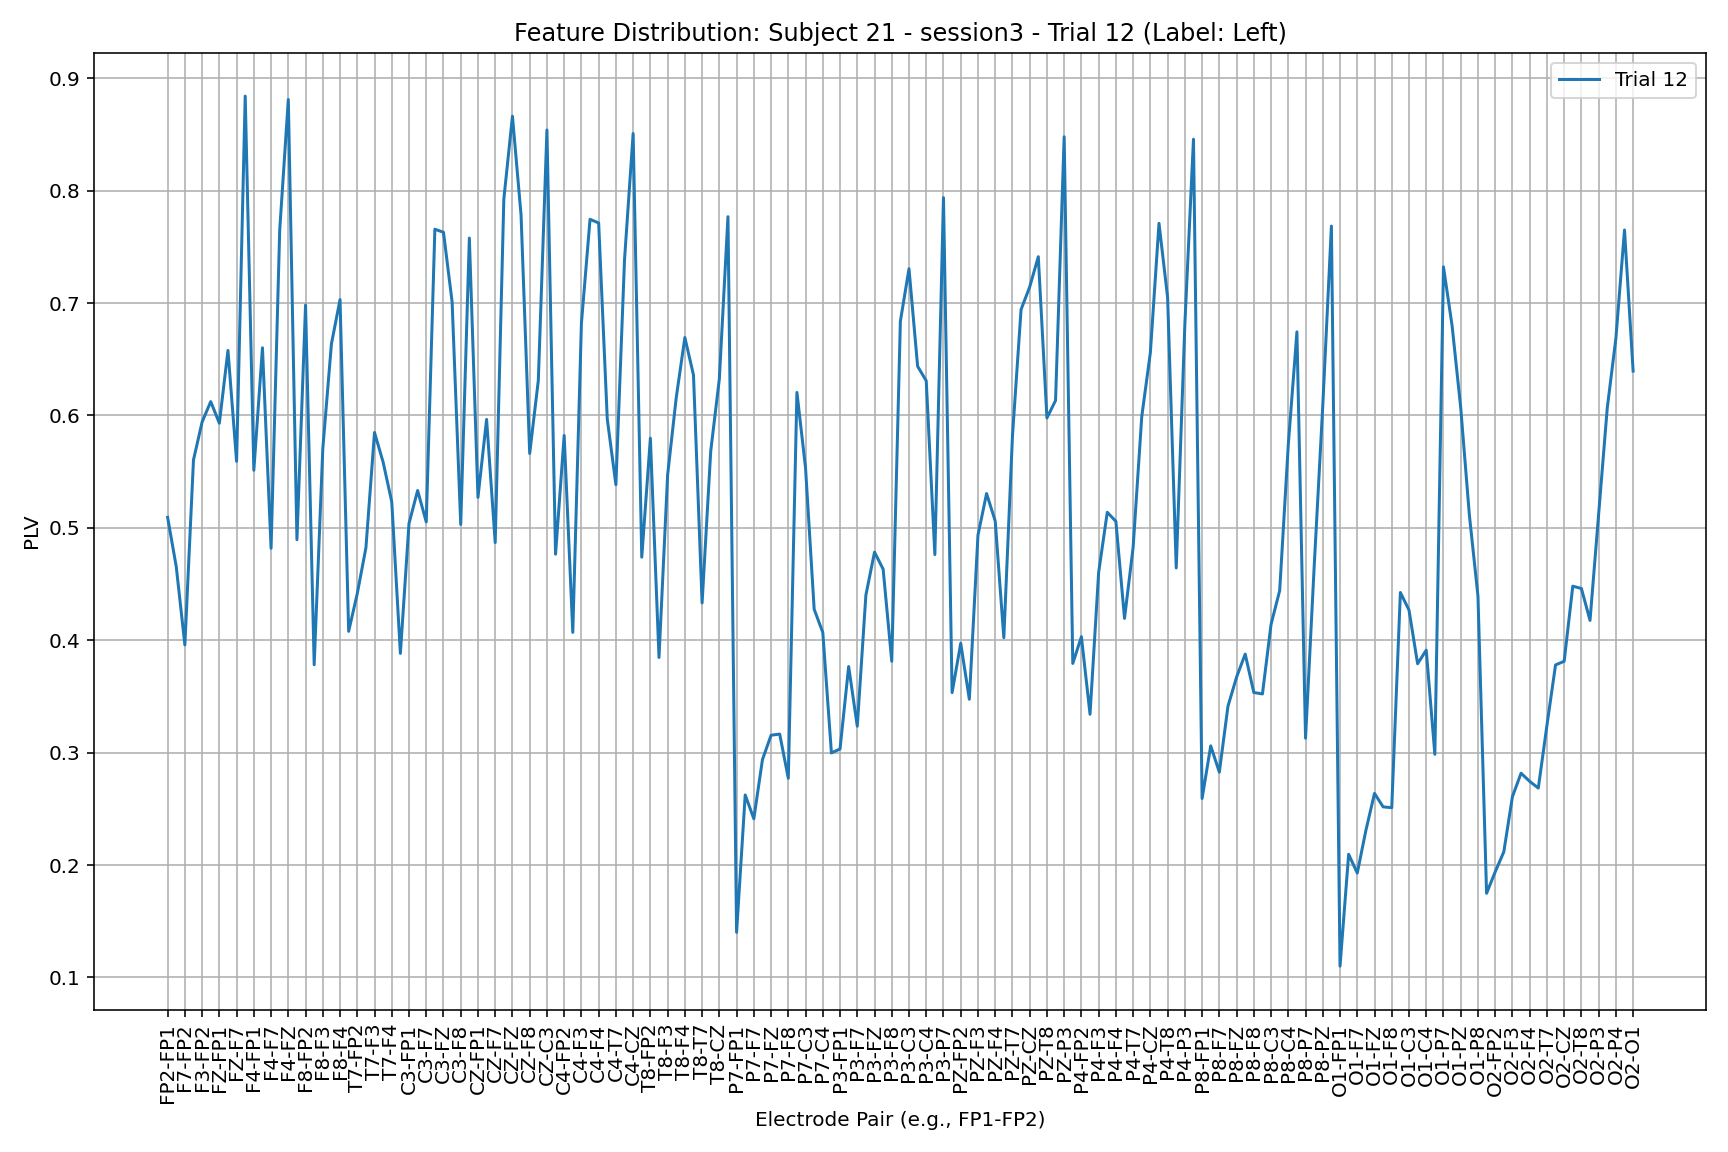 Feature Distribution: Subject 21 - session3 - Trial 12 (Label: Left)
Trial 12
PLV
0.9
0.8
0.7
0.6
0.5
0.4
0.3
0.2
0.1
FP2-FP1
F7-FP2
F3-FP2
FZ-FP1
FZ-F7
F4-FP1
F4-F7
F4-FZ
F8-FP2
F8-F3
F8-F4
T7-FP2
T7-F3
T7-F4
C3-FP1
C3-F7
C3-FZ
C3-F8
CZ-FP1
CZ-F7
CZ-FZ
CZ-F8
CZ-C3
C4-FP2
C4-F3
C4-F4
C4-T7
C4-CZ
T8-FP2
T8-F3
T8-F4
T8-T7
T8-CZ
P7-FP1
P7-F7
P7-FZ
P7-F8
P7-C3
P7-C4
P3-FP1
P3-F7
P3-FZ
P3-F8
P3-C3
P3-C4
P3-P7
PZ-FP2
PZ-F3
PZ-F4
PZ-T7
PZ-CZ
PZ-T8
PZ-P3
P4-FP2
P4-F3
P4-F4
P4-T7
P4-CZ
P4-T8
P4-P3
P8-FP1
P8-F7
P8-FZ
P8-F8
P8-C3
P8-C4
P8-P7
P8-PZ
O1-FP1
O1-F7
O1-FZ
O1-F8
O1-C3
O1-C4
O1-P7
O1-PZ
O1-P8
O2-FP2
O2-F3
O2-F4
O2-T7
O2-CZ
O2-T8
O2-P3
O2-P4
O2-O1
Electrode Pair (e.g., FP1-FP2)